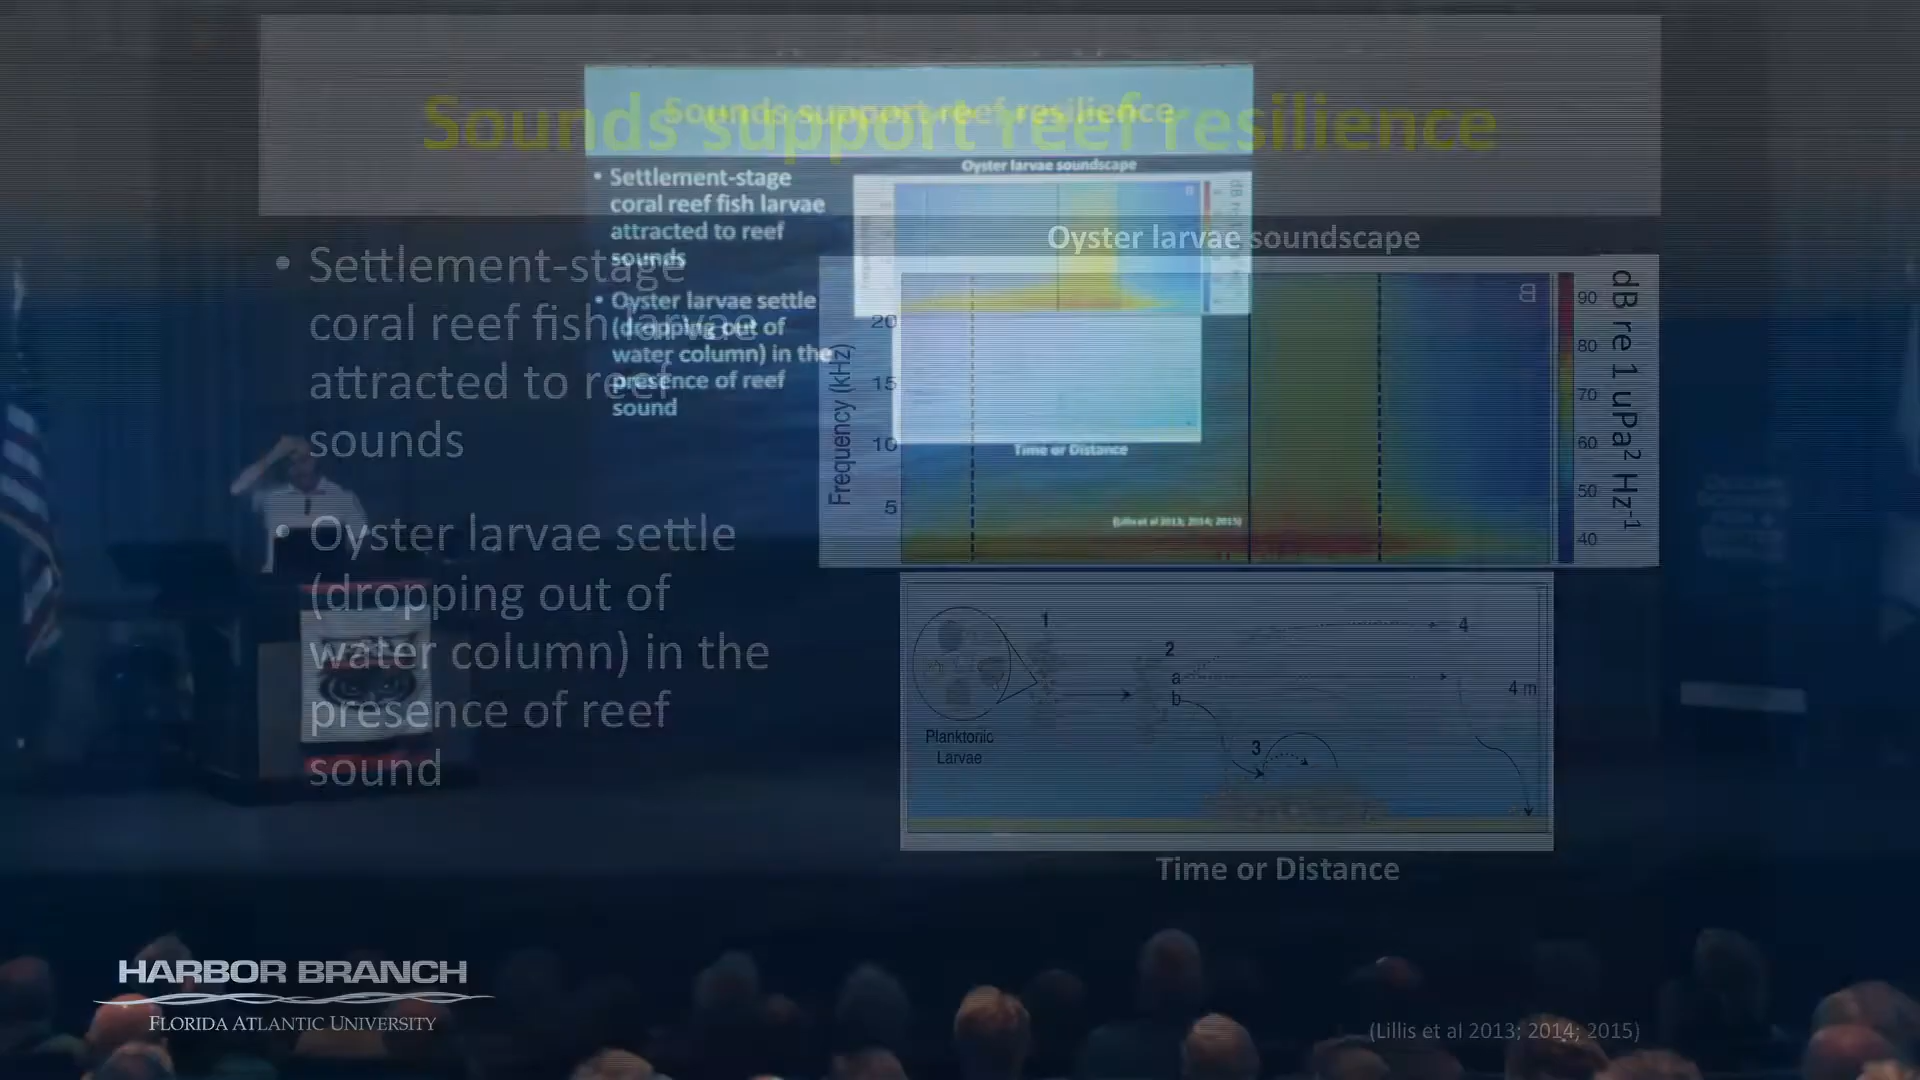 Sounds support reef resilience
Sounds support reef resilience
Oyster larvae soundscape
• Settlement-stage
coral reef fish larvae
attracted to reef
sounds
• Oyster larvae settle
(dropping out of
water column) in the
presence of reef
sound
Time or Distance
(Lillis et al 2013; 2014; 2015)
• Settlement-stage
coral reef fish larvae
attracted to reef
sounds
• Oyster larvae settle
(dropping out of
water column) in the
presence of reef
sound
Oyster larvae soundscape
B
Frequency (kHz)
20
15
10
5
90
80
70
60
50
40
dB re 1 uPa² Hz⁻¹
1
2
a
b
3
4
4 m
Planktonic
Larvae
Time or Distance
(Lillis et al 2013; 2014; 2015)
HARBOR BRANCH
FLORIDA ATLANTIC UNIVERSITY